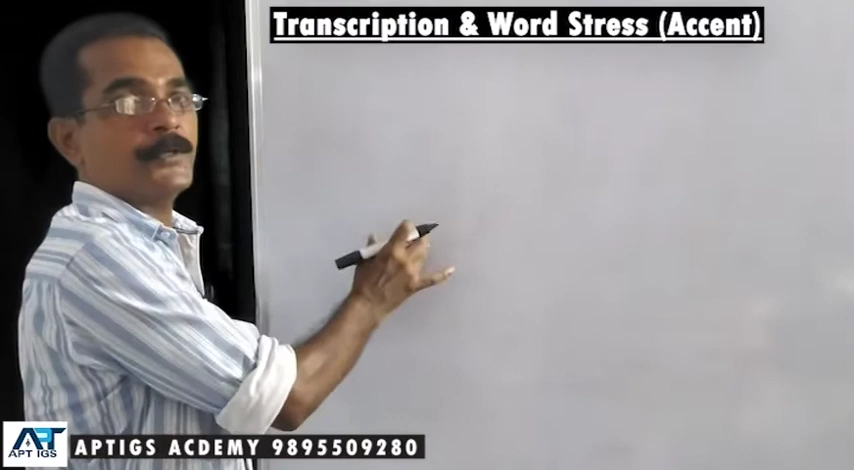 Transcription & Word Stress (Accent)
APT IGS
APTIGS ACDEMY 9895509280